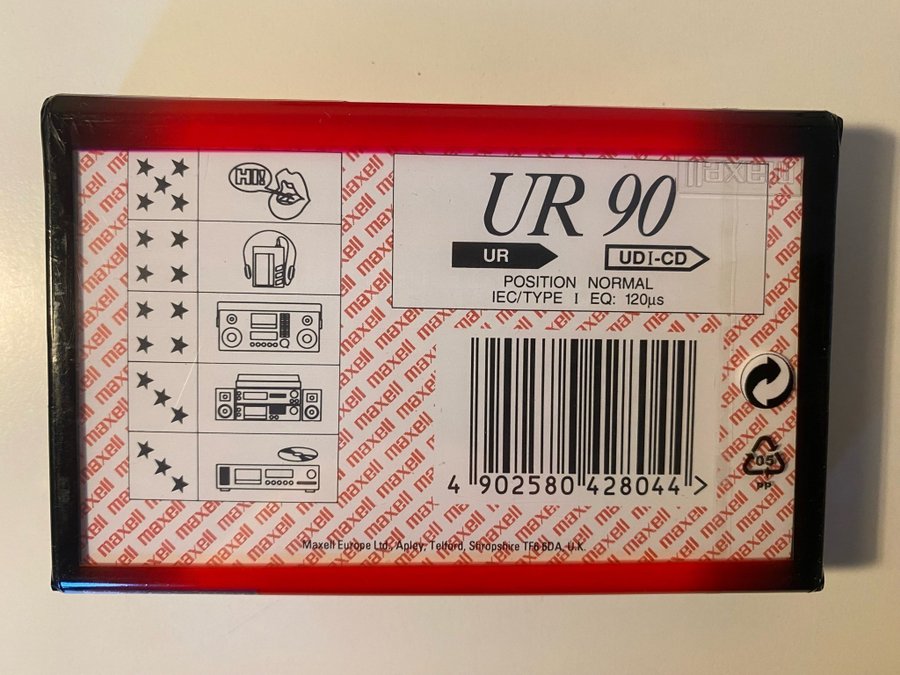 HI!
maxell
UR 90
UR
UDI-CD
POSITION NORMAL
IEC/TYPE I EQ: 120µs
4 902580 428044 >
05
PP
Maxell Europe Ltd. Apley, Telford, Shropshire TF6 6DA, U.K.